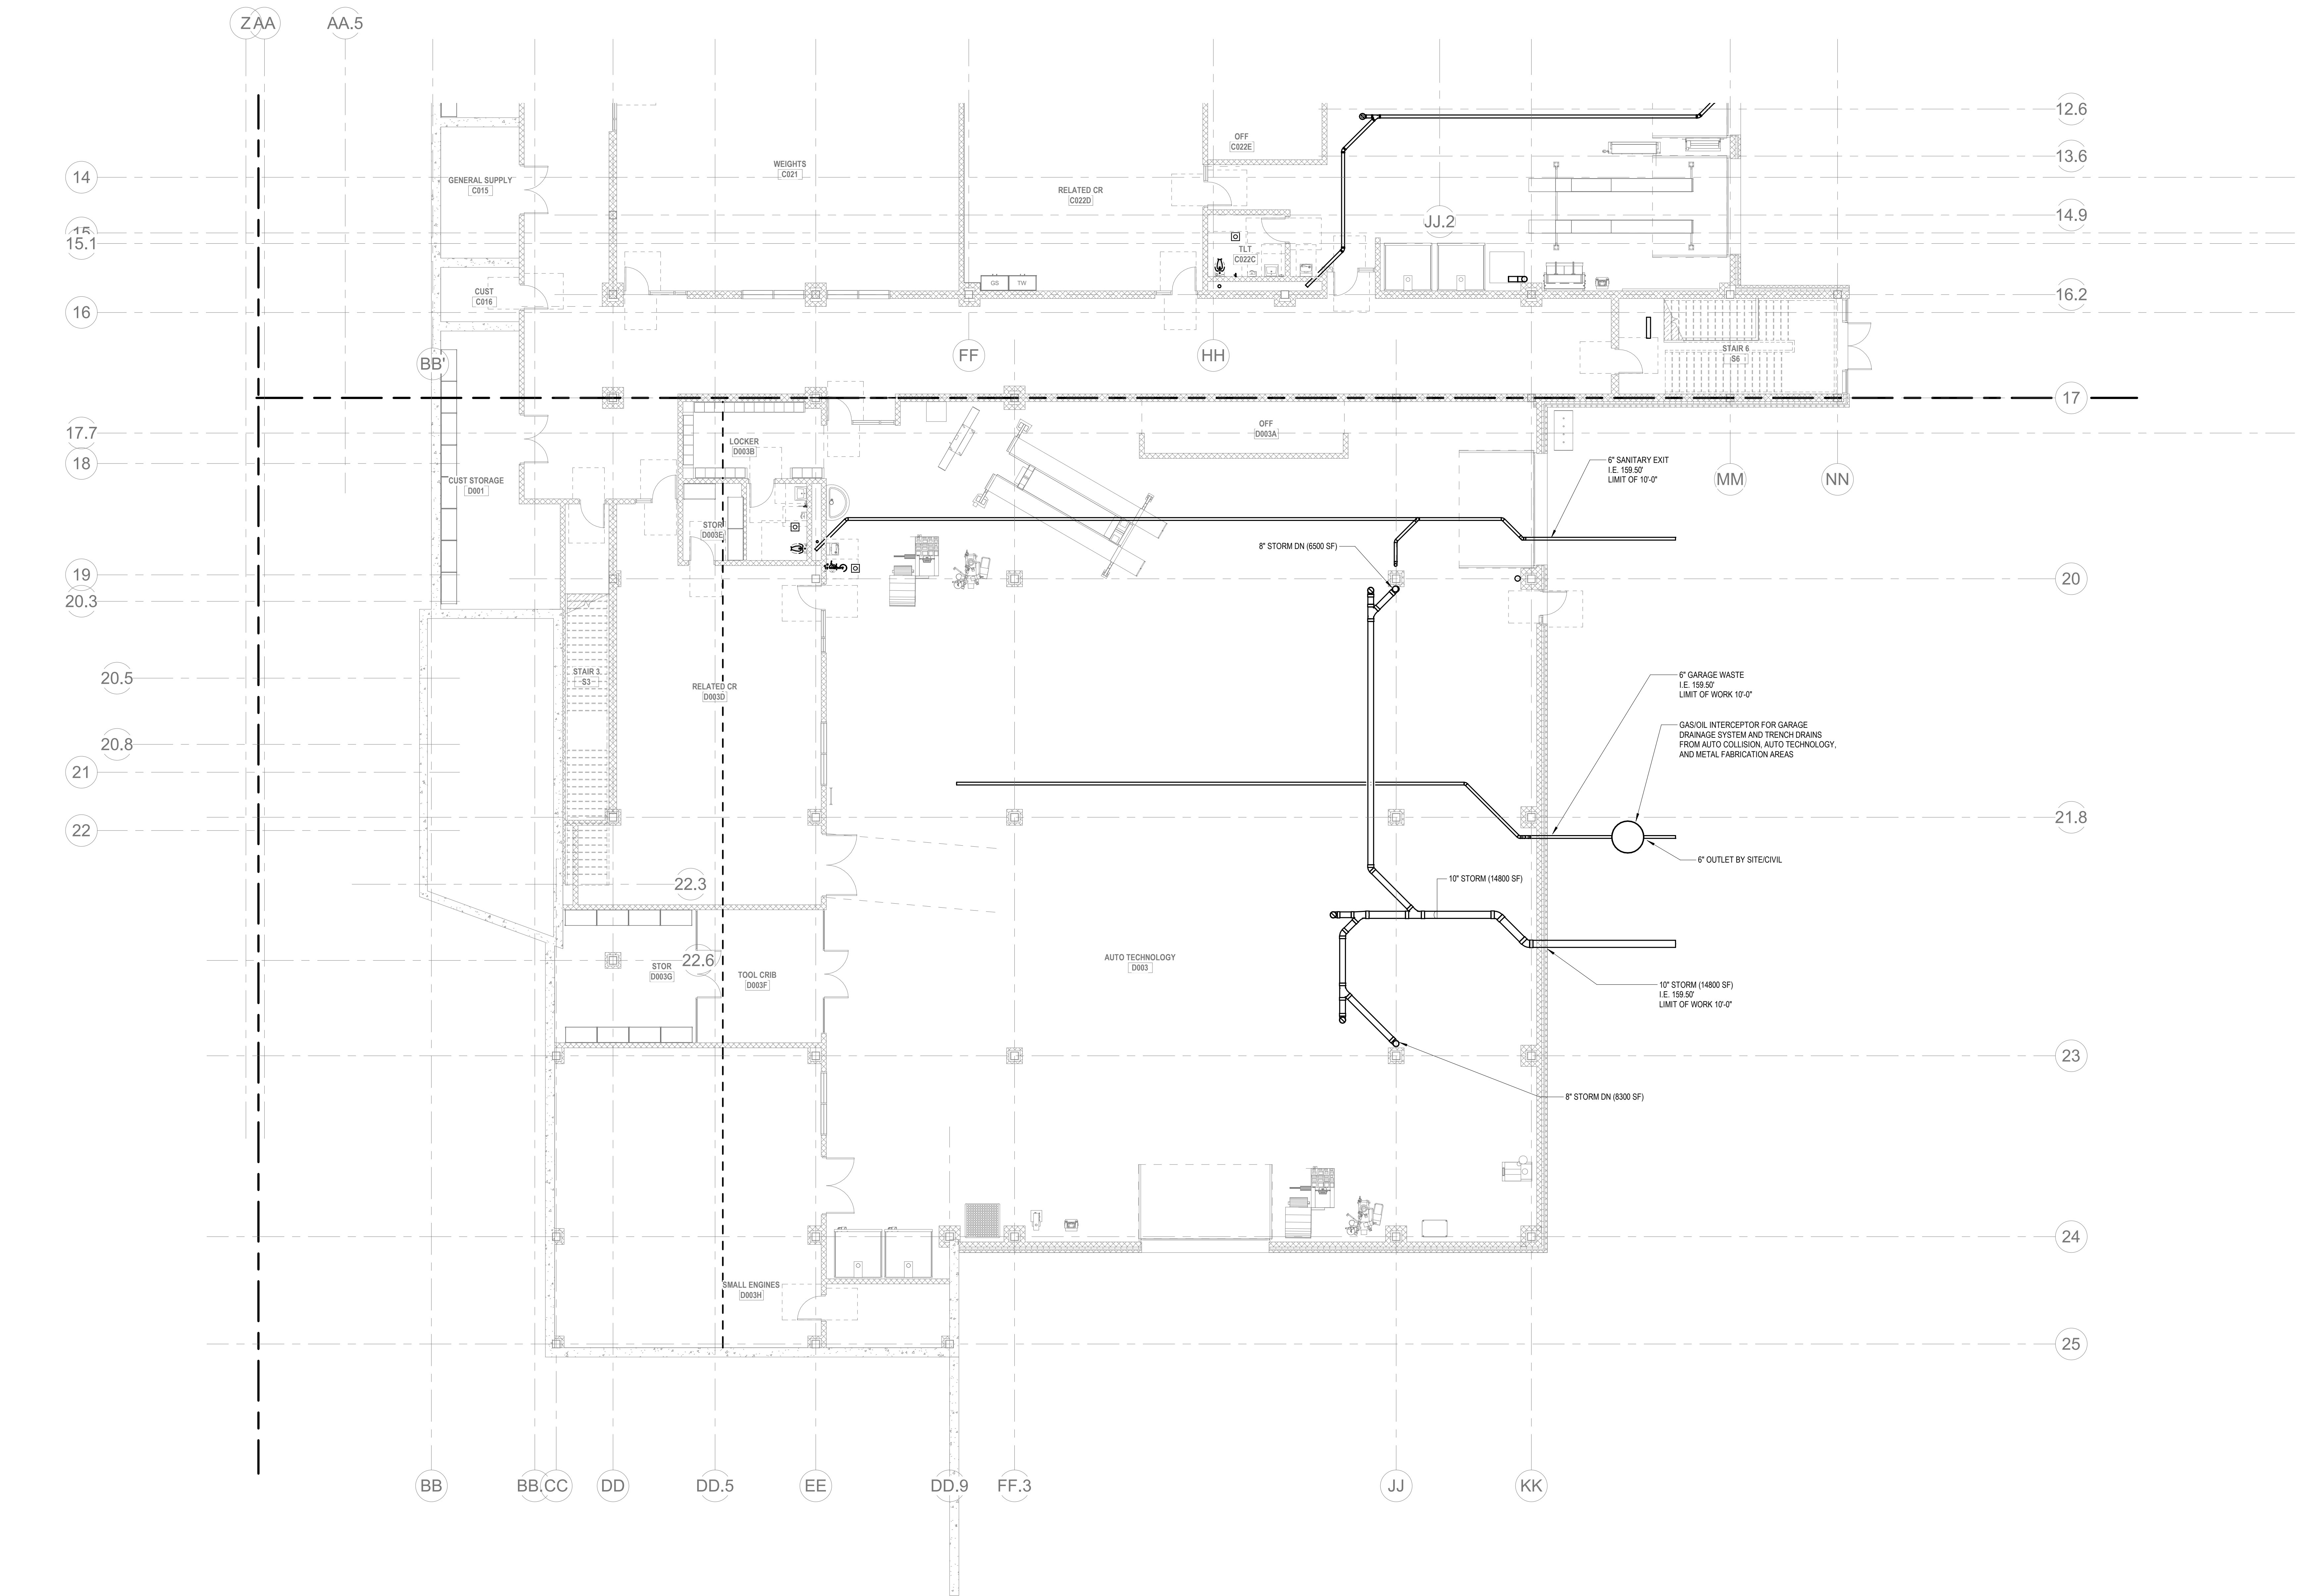 Z
AA
AA.5
12.6
OFF
C022E
13.6
WEIGHTS
C021
14
GENERAL SUPPLY
C015
RELATED CR
C022D
14.9
JJ.2
15
15.1
TLT
C022C
GS
TW
CUST
C016
16.2
16
STAIR 6
S6
BB'
FF
HH
17
OFF
D003A
17.7
LOCKER
D003B
18
6" SANITARY EXIT
I.E. 159.50'
LIMIT OF 10'-0"
CUST STORAGE
D001
MM
NN
STOR
D003E
8" STORM DN (6500 SF)
19
20
20.3
STAIR 3
S3
20.5
6" GARAGE WASTE
I.E. 159.50'
LIMIT OF WORK 10'-0"
RELATED CR
D003D
GAS/OIL INTERCEPTOR FOR GARAGE
DRAINAGE SYSTEM AND TRENCH DRAINS
FROM AUTO COLLISION, AUTO TECHNOLOGY,
AND METAL FABRICATION AREAS
20.8
21
21.8
22
6" OUTLET BY SITE/CIVIL
22.3
10" STORM (14800 SF)
22.6
STOR
D003G
TOOL CRIB
D003F
AUTO TECHNOLOGY
D003
10" STORM (14800 SF)
I.E. 159.50'
LIMIT OF WORK 10'-0"
23
8" STORM DN (8300 SF)
24
SMALL ENGINES
D003H
25
BB
BB.
CC
DD
DD.5
EE
DD.9
FF.3
JJ
KK